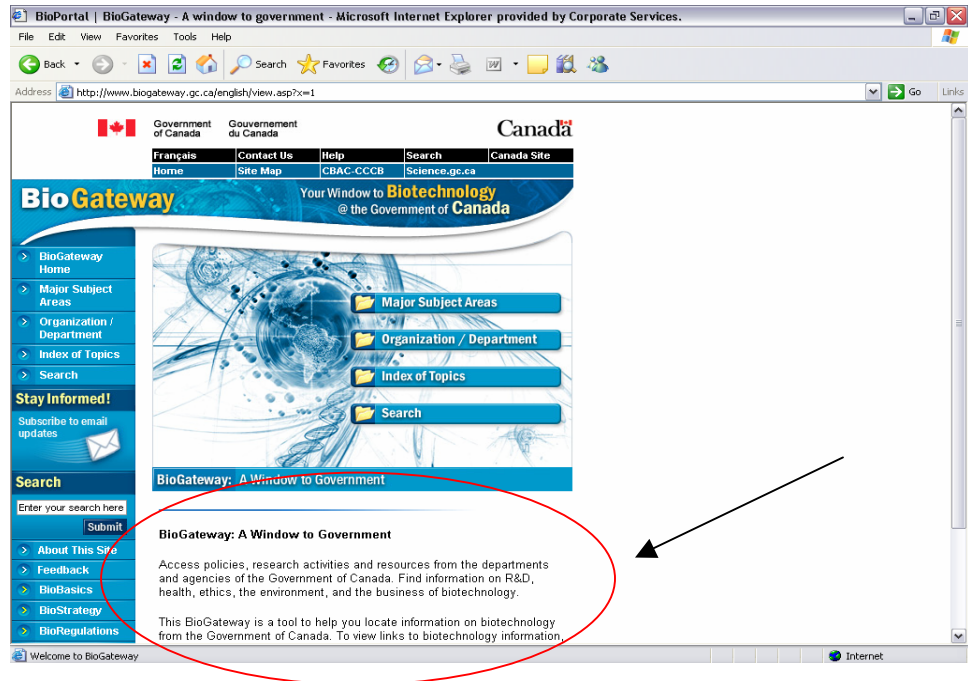 BioPortal | BioGateway - A window to government - Microsoft Internet Explorer provided by Corporate Services.
File Edit View Favorites Tools Help
Back Search Favorites
Address http://www.biogateway.gc.ca/english/view.asp?x=1 Go Links
Government of Canada Gouvernement du Canada Canada
Français Contact Us Help Search Canada Site
Home Site Map CBAC-CCCB Science.gc.ca
BioGateway
Your Window to Biotechnology
@ the Government of Canada
BioGateway
Home
Major Subject
Areas
Organization /
Department
Index of Topics
Search
Stay Informed!
Subscribe to email
updates
Search
Enter your search here
Submit
About This Site
Feedback
BioBasics
BioStrategy
BioRegulations
Major Subject Areas
Organization / Department
Index of Topics
Search
BioGateway: A Window to Government
BioGateway: A Window to Government
Access policies, research activities and resources from the departments
and agencies of the Government of Canada. Find information on R&D,
health, ethics, the environment, and the business of biotechnology.
This BioGateway is a tool to help you locate information on biotechnology
from the Government of Canada. To view links to biotechnology information,
Welcome to BioGateway Internet